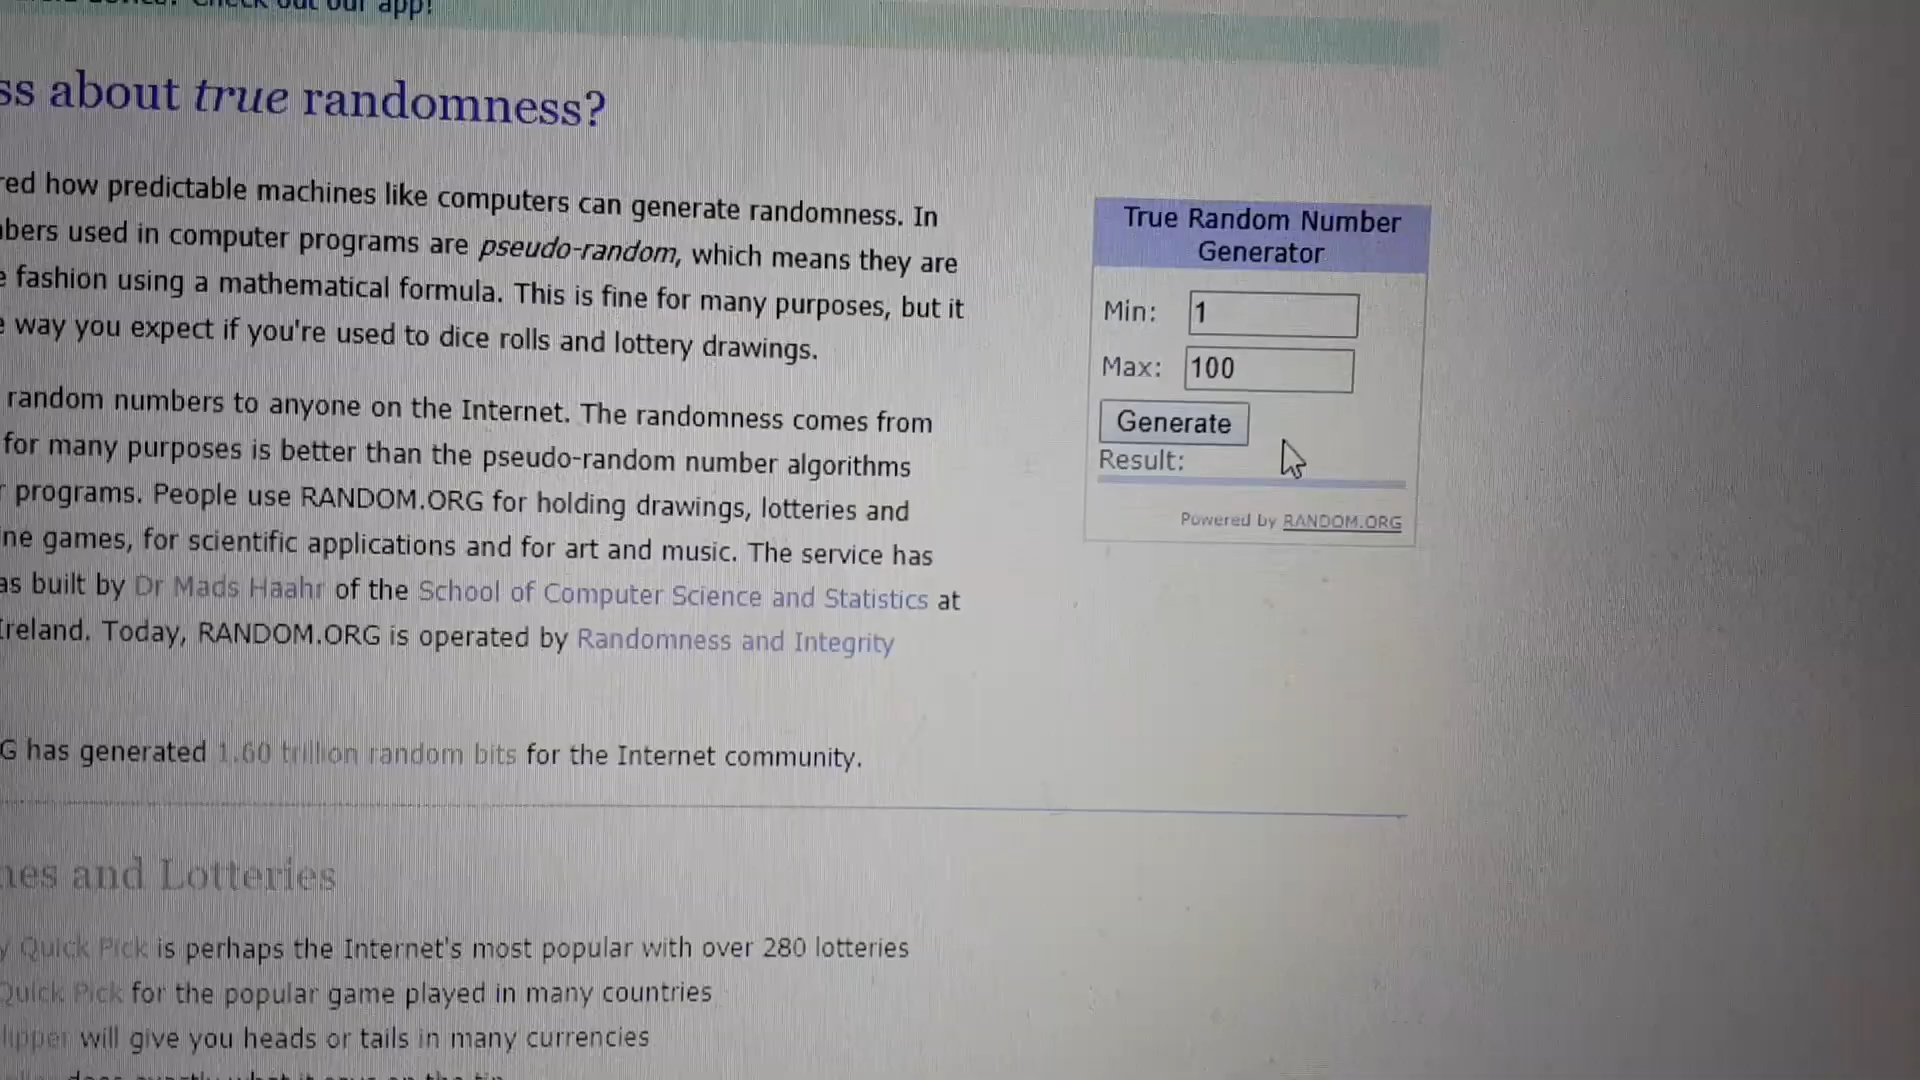 Check out our app!
ss about true randomness?
red how predictable machines like computers can generate randomness. In
bers used in computer programs are pseudo-random, which means they are
e fashion using a mathematical formula. This is fine for many purposes, but it
e way you expect if you're used to dice rolls and lottery drawings.
random numbers to anyone on the Internet. The randomness comes from
for many purposes is better than the pseudo-random number algorithms
r programs. People use RANDOM.ORG for holding drawings, lotteries and
ne games, for scientific applications and for art and music. The service has
as built by Dr Mads Haahr of the School of Computer Science and Statistics at
Ireland. Today, RANDOM.ORG is operated by Randomness and Integrity
G has generated 1.60 trillion random bits for the Internet community.
nes and Lotteries
y Quick Pick is perhaps the Internet's most popular with over 280 lotteries
Quick Pick for the popular game played in many countries
lipper will give you heads or tails in many currencies
True Random Number
Generator
Min: 1
Max: 100
Generate
Result:
Powered by RANDOM.ORG